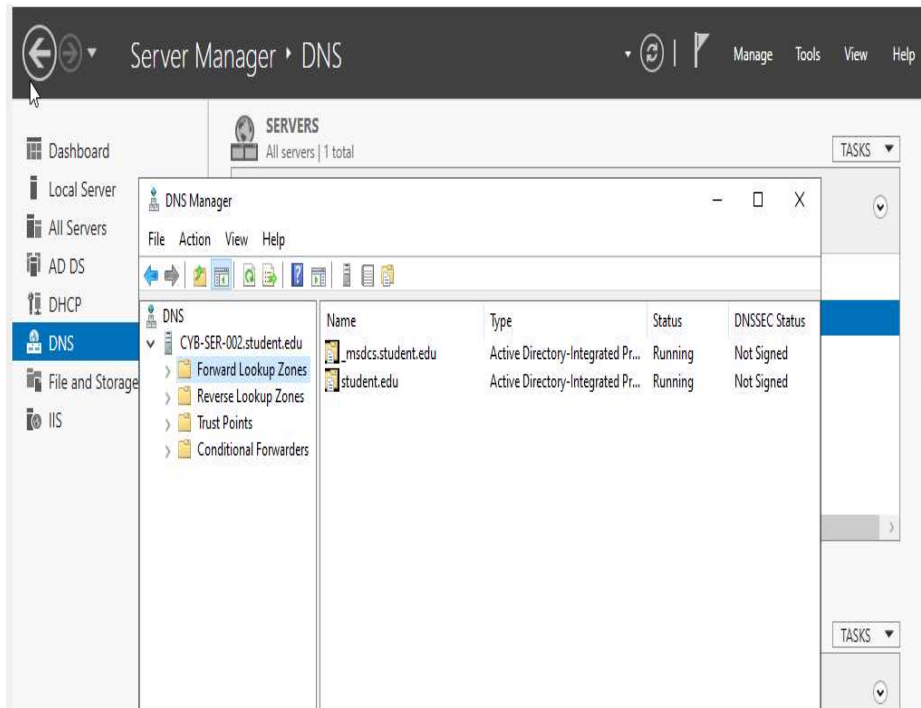 Server Manager ‣ DNS
Manage Tools View Help
Dashboard
Local Server
All Servers
AD DS
DHCP
DNS
File and Storage
IIS
SERVERS
All servers | 1 total
TASKS
DNS Manager
File Action View Help
DNS
CYB-SER-002.student.edu
Forward Lookup Zones
Reverse Lookup Zones
Trust Points
Conditional Forwarders
Name Type Status DNSSEC Status
_msdcs.student.edu Active Directory-Integrated Pr... Running Not Signed
student.edu Active Directory-Integrated Pr... Running Not Signed
TASKS